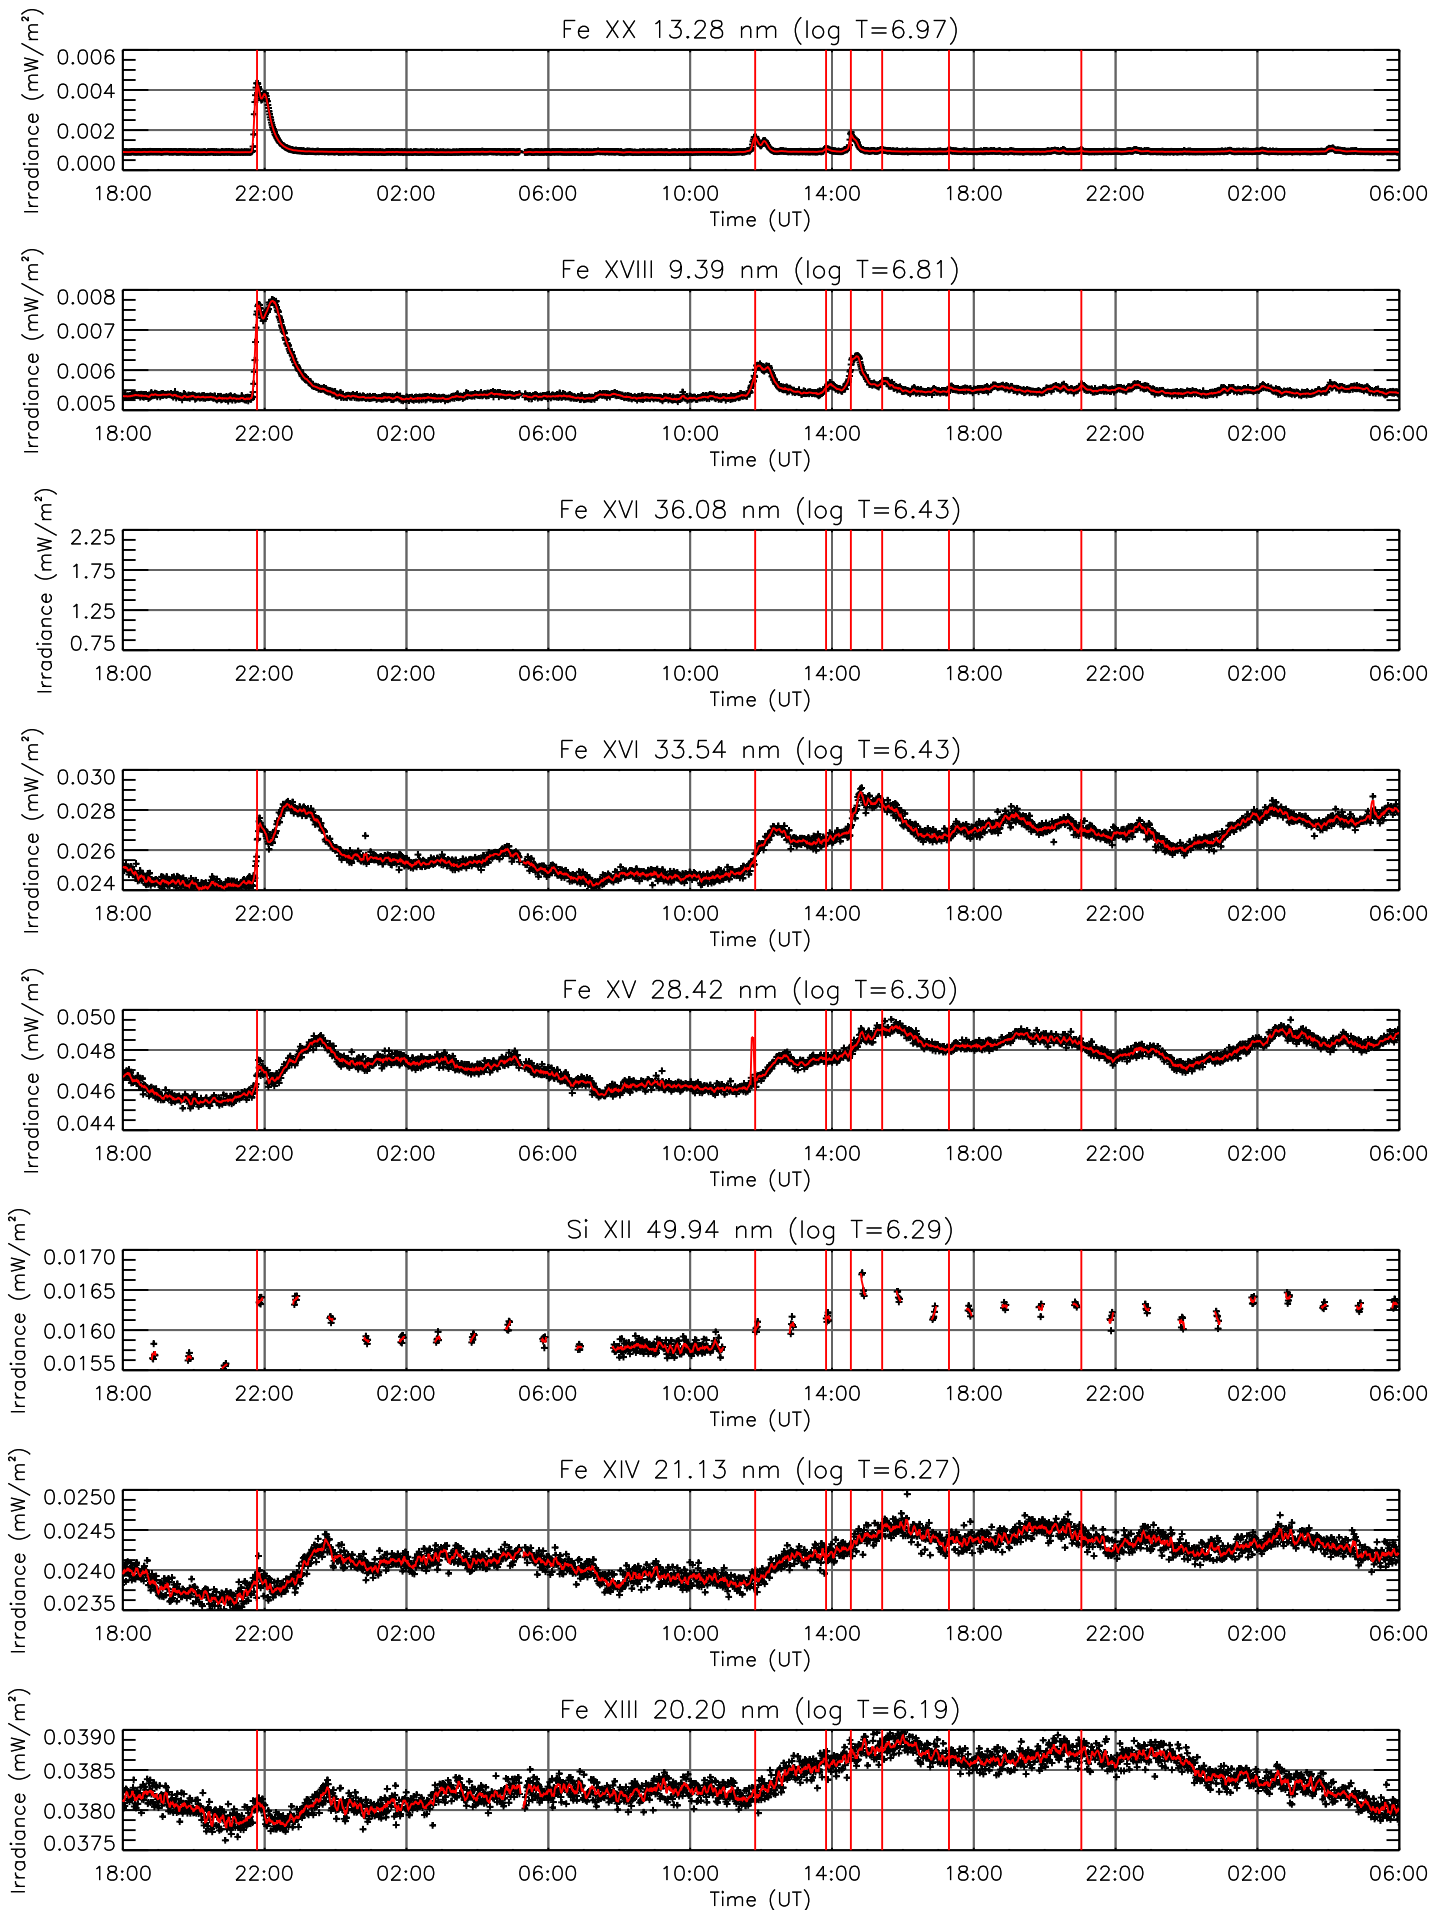 Fe XX 13.28 nm (log T=6.97)
Irradiance (mW/m²)
0.006
0.004
0.002
0.000
18:00 22:00 02:00 06:00 10:00 14:00 18:00 22:00 02:00 06:00
Time (UT)
Fe XVIII 9.39 nm (log T=6.81)
Irradiance (mW/m²)
0.008
0.007
0.006
0.005
18:00 22:00 02:00 06:00 10:00 14:00 18:00 22:00 02:00 06:00
Time (UT)
Fe XVI 36.08 nm (log T=6.43)
Irradiance (mW/m²)
2.25
1.75
1.25
0.75
18:00 22:00 02:00 06:00 10:00 14:00 18:00 22:00 02:00 06:00
Time (UT)
Fe XVI 33.54 nm (log T=6.43)
Irradiance (mW/m²)
0.030
0.028
0.026
0.024
18:00 22:00 02:00 06:00 10:00 14:00 18:00 22:00 02:00 06:00
Time (UT)
Fe XV 28.42 nm (log T=6.30)
Irradiance (mW/m²)
0.050
0.048
0.046
0.044
18:00 22:00 02:00 06:00 10:00 14:00 18:00 22:00 02:00 06:00
Time (UT)
Si XII 49.94 nm (log T=6.29)
Irradiance (mW/m²)
0.0170
0.0165
0.0160
0.0155
18:00 22:00 02:00 06:00 10:00 14:00 18:00 22:00 02:00 06:00
Time (UT)
Fe XIV 21.13 nm (log T=6.27)
Irradiance (mW/m²)
0.0250
0.0245
0.0240
0.0235
18:00 22:00 02:00 06:00 10:00 14:00 18:00 22:00 02:00 06:00
Time (UT)
Fe XIII 20.20 nm (log T=6.19)
Irradiance (mW/m²)
0.0390
0.0385
0.0380
0.0375
18:00 22:00 02:00 06:00 10:00 14:00 18:00 22:00 02:00 06:00
Time (UT)